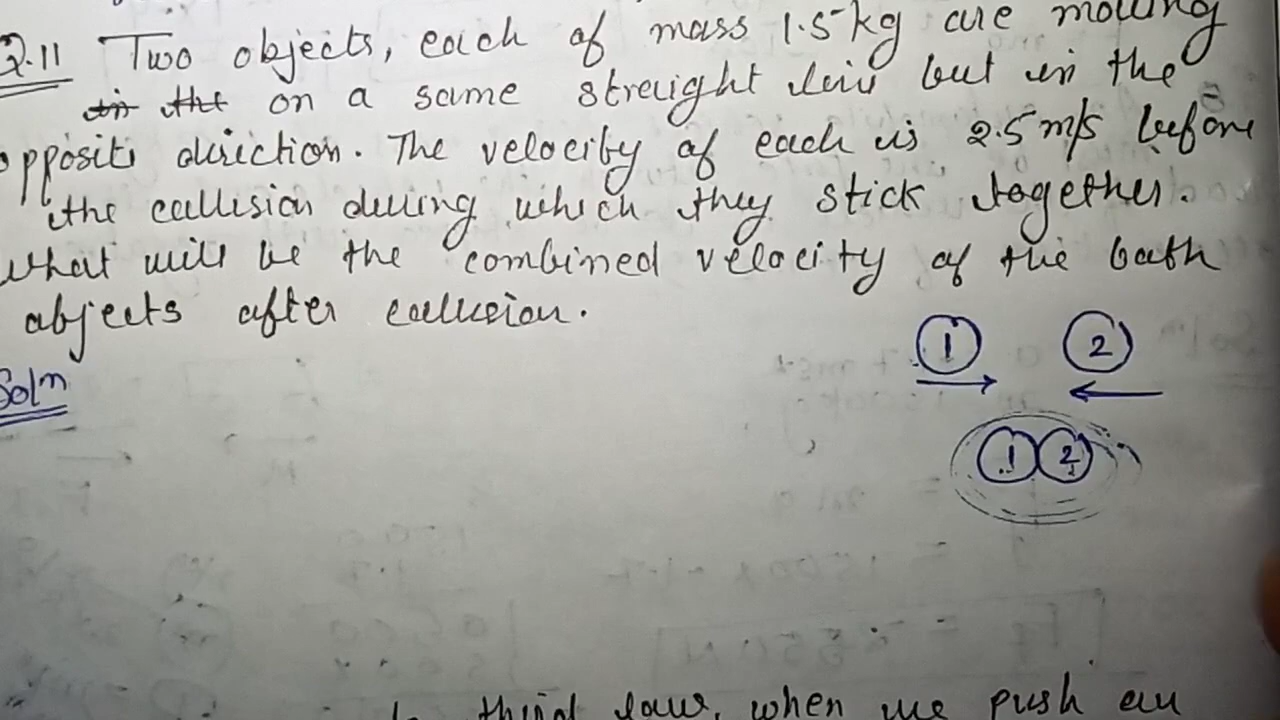 Q.11 Two objects, each of mass 1.5 kg are moving
in the on a same straight line but in the
opposite direction. The velocity of each is 2.5 m/s before
the collision during which they stick together.
What will be the combined velocity of the both
objects after collision.
1 2
Soln
1 2
third law, when we push an